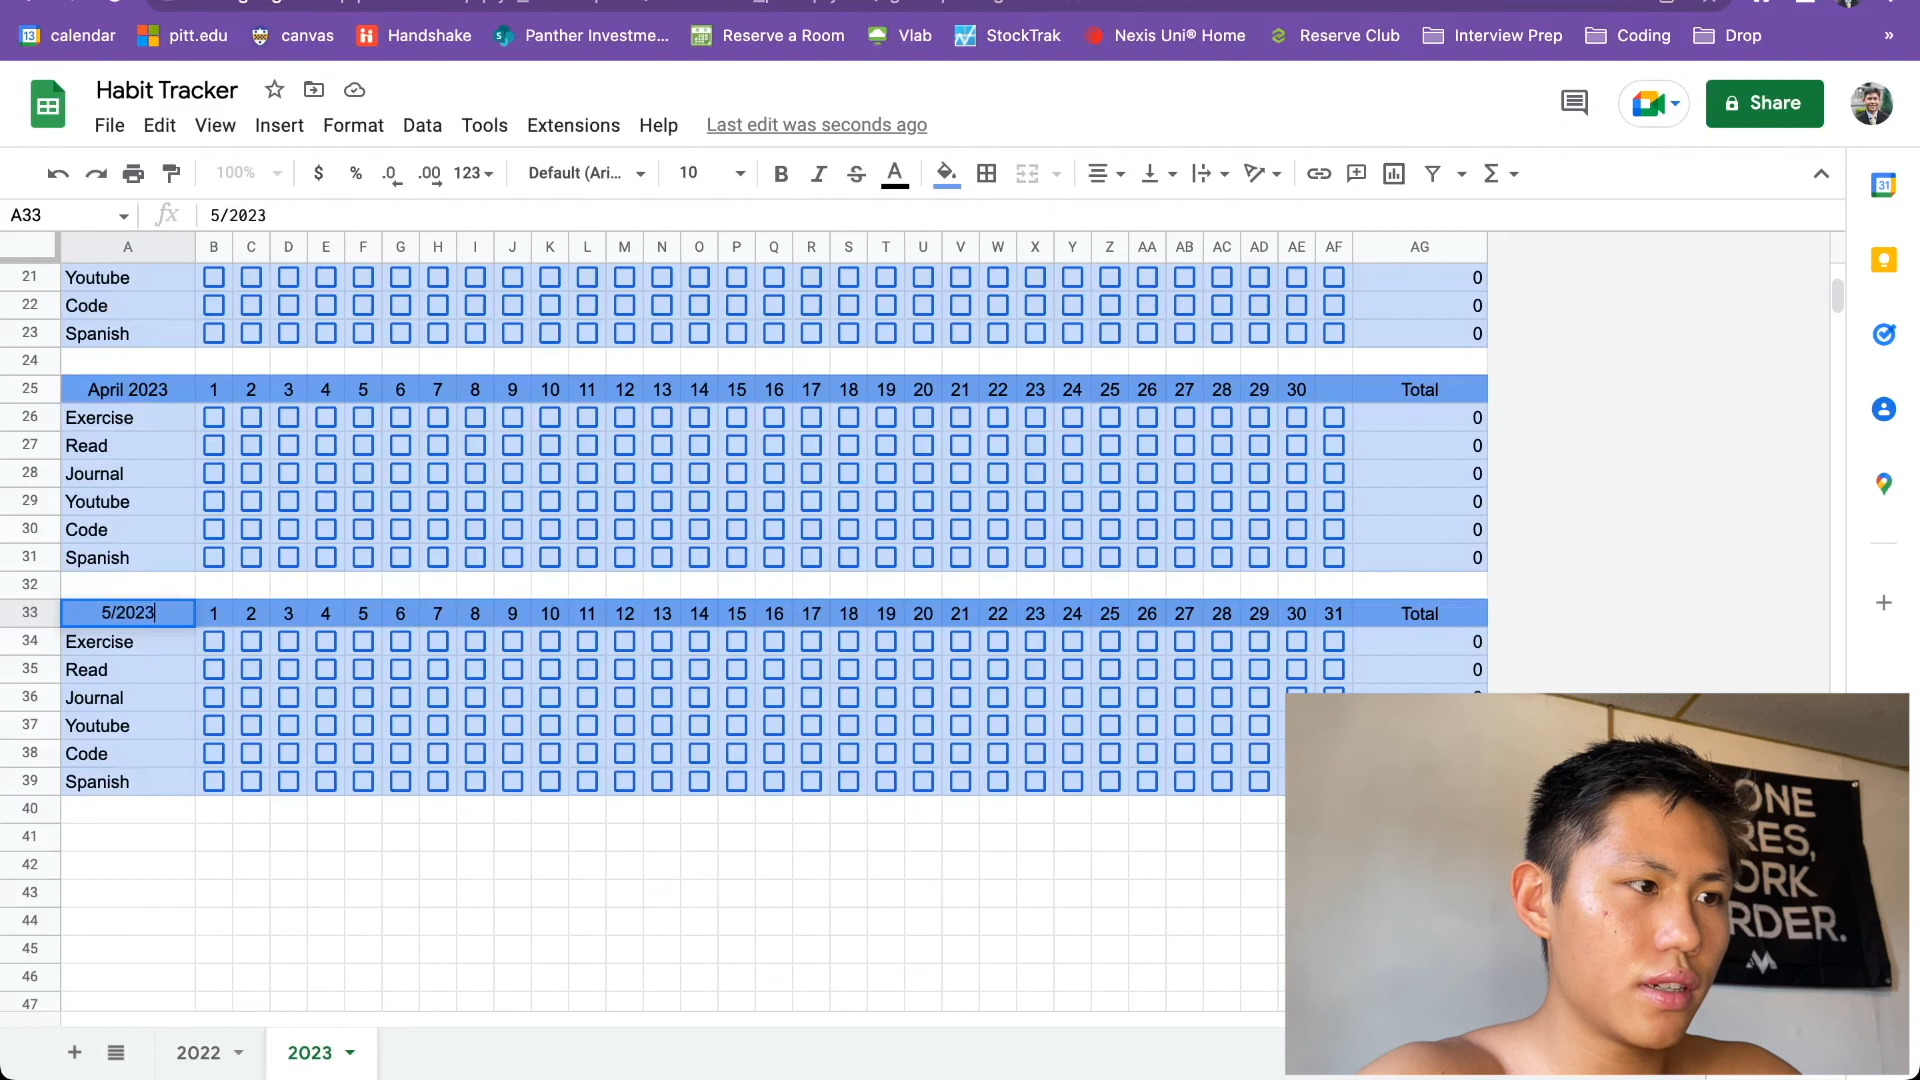 calendar pitt.edu canvas Handshake Panther Investme... Reserve a Room Vlab StockTrak Nexis Uni® Home Reserve Club Interview Prep Coding Drop »
Habit Tracker
Share
File Edit View Insert Format Data Tools Extensions Help Last edit was seconds ago
100% $ % .0 .00 123 Default (Ari... 10 B I S A Σ
A33 fx 5/2023
A B C D E F G H I J K L M N O P Q R S T U V W X Y Z AA AB AC AD AE AF AG
21 Youtube 0
22 Code 0
23 Spanish 0
24
25 April 2023 1 2 3 4 5 6 7 8 9 10 11 12 13 14 15 16 17 18 19 20 21 22 23 24 25 26 27 28 29 30 Total
26 Exercise 0
27 Read 0
28 Journal 0
29 Youtube 0
30 Code 0
31 Spanish 0
32
33 5/2023 1 2 3 4 5 6 7 8 9 10 11 12 13 14 15 16 17 18 19 20 21 22 23 24 25 26 27 28 29 30 31 Total
34 Exercise 0
35 Read 0
36 Journal
37 Youtube
38 Code
39 Spanish
40
41
42
43
44
45
46
47
2022 2023